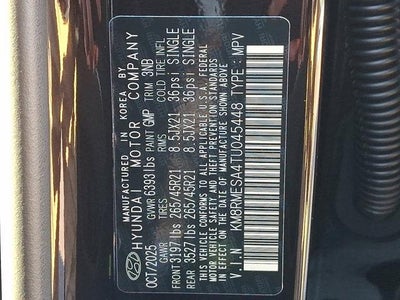 MANUFACTURED IN KOREA BY
HYUNDAI MOTOR COMPANY
OCT/2025 GVWR 6393 lbs PAINT GMP TRIM 3NB
GAWR TIRES RIMS COLD TIRE INFL
FRONT 3197 lbs 265/45R21 8.5JX21 36psi SINGLE
REAR 3527 lbs 265/45R21 8.5JX21 36psi SINGLE
THIS VEHICLE CONFORMS TO ALL APPLICABLE U.S.A. FEDERAL
MOTOR VEHICLE SAFETY AND BUMPER STANDARDS
IN EFFECT ON THE DATE OF MANUFACTURE SHOWN ABOVE.
V.I.N KM8RMESA4TU045448 TYPE : MPV